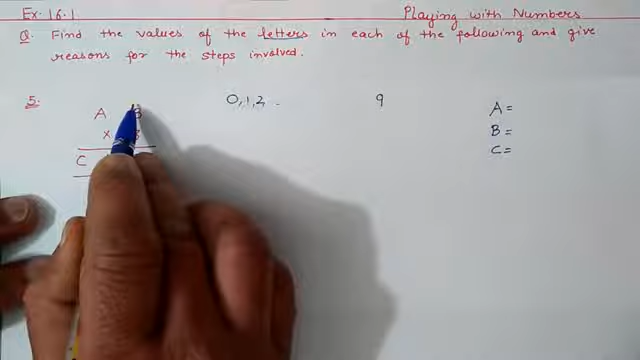 Ex. 16.1 Playing with Numbers
Q. Find the values of the letters in each of the following and give
reasons for the steps involved.
5. A B 0,1,2, 9 A =
x 3 B =
C C =